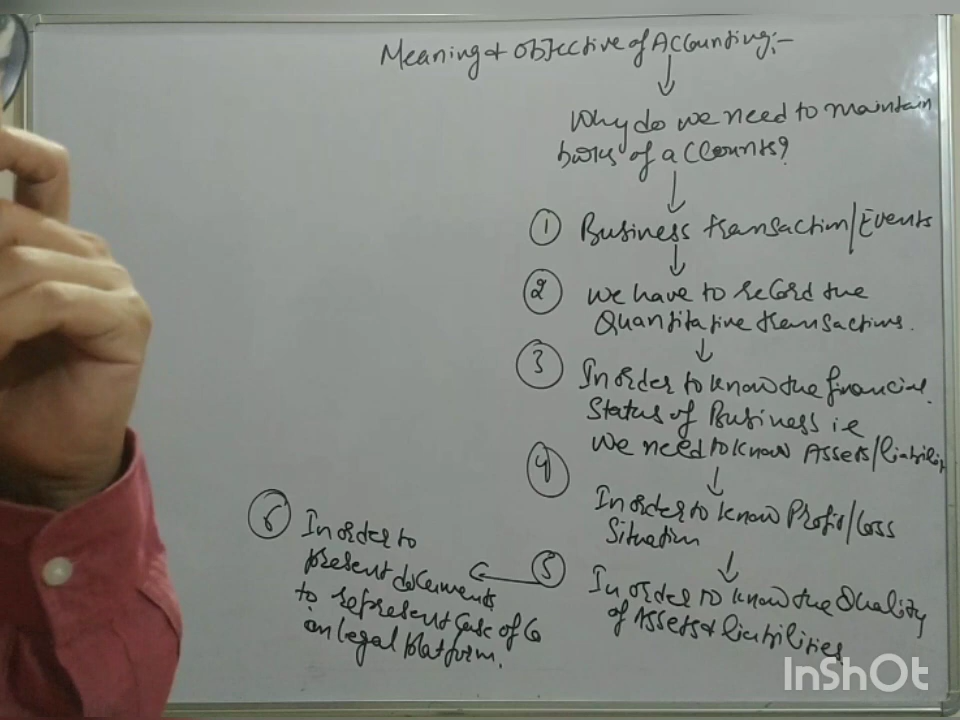 Meaning & Objective of Accounting:-
Why do we need to maintain
books of accounts?
① Business transaction/Events
② We have to record the
Quantitative transactions.
③ In order to know the financial
Status of Business i.e
we need to know Assets/liability
④ In order to know Profit/Loss
Situation
⑤ In order to know the Quality
of Assets & liabilities
⑥ In order to
present documents
to represent Case of Co
on legal platform.
InShOt